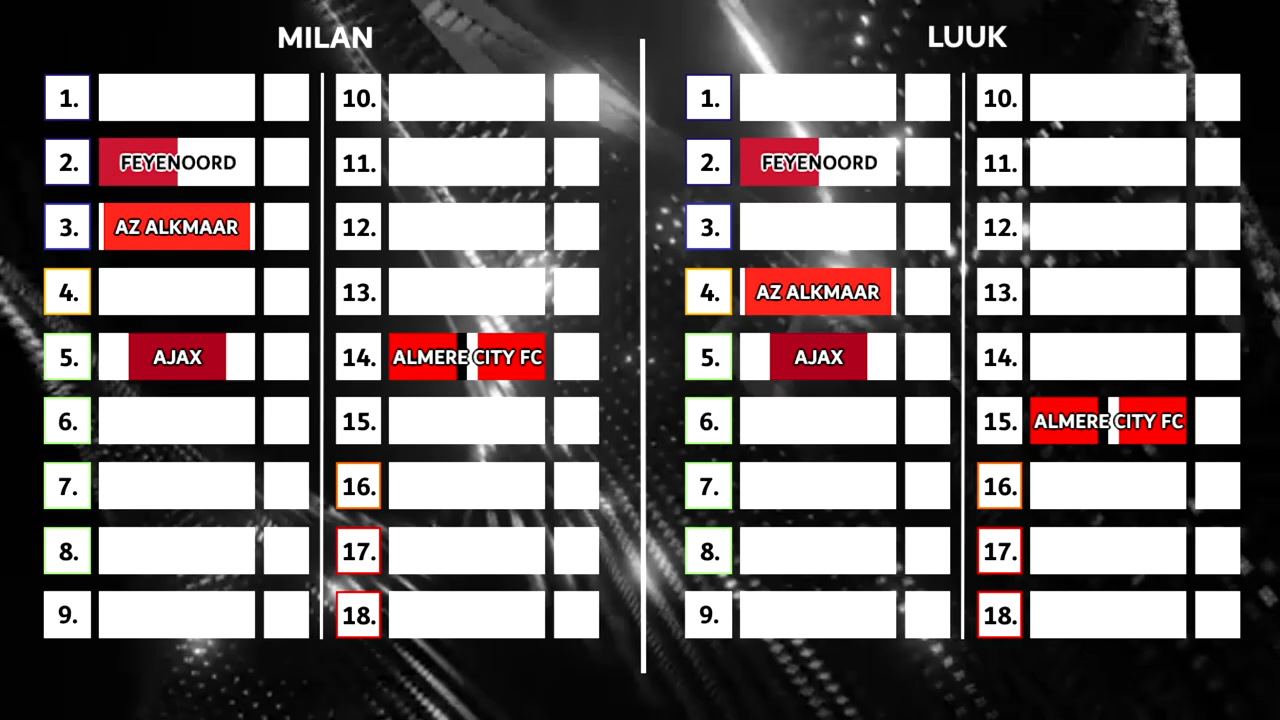 MILAN
1.
2. FEYENOORD
3. AZ ALKMAAR
4.
5. AJAX
6.
7.
8.
9.
10.
11.
12.
13.
14. ALMERE CITY FC
15.
16.
17.
18.
LUUK
1.
2. FEYENOORD
3.
4. AZ ALKMAAR
5. AJAX
6.
7.
8.
9.
10.
11.
12.
13.
14.
15. ALMERE CITY FC
16.
17.
18.